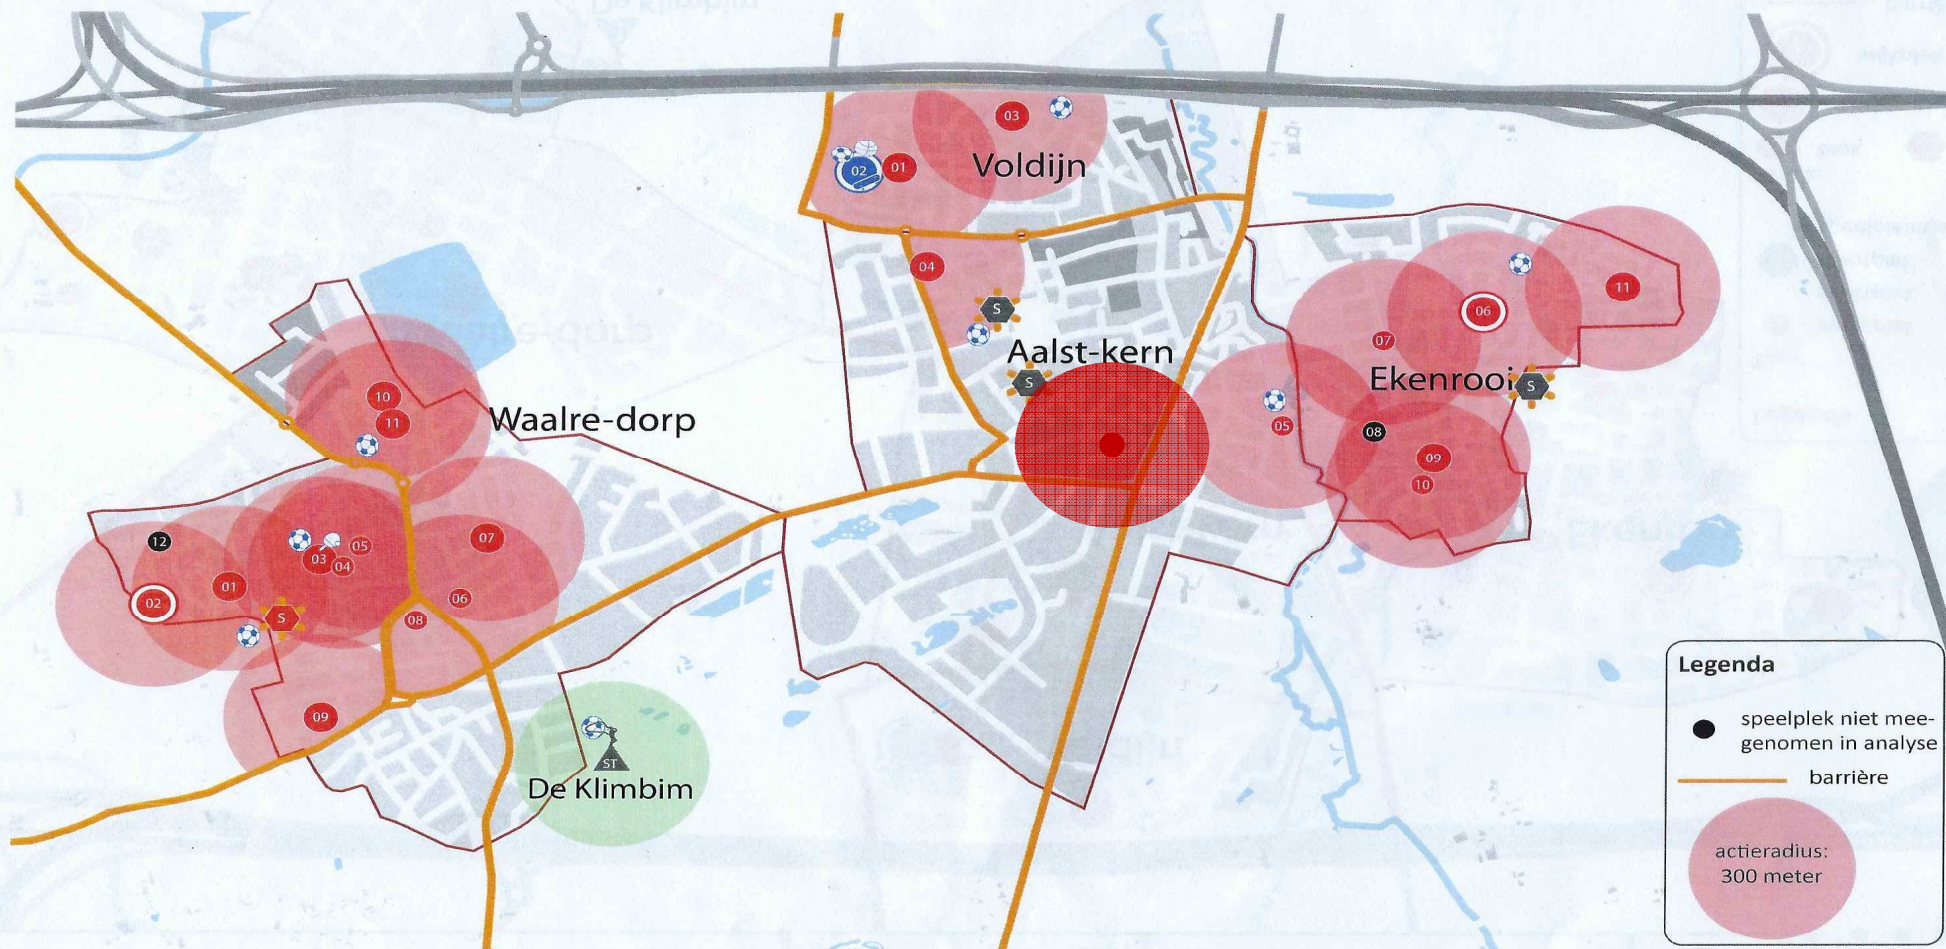 03
Voldijn
02
01
04
S
Aalst-kern
S
06
11
07
Ekenrooi
S
05
08
09
10
10
11
Waalre-dorp
12
05
03
04
07
01
02
06
S
08
09
ST
De Klimbim
Legenda
speelplek niet mee-
genomen in analyse
barrière
actieradius:
300 meter